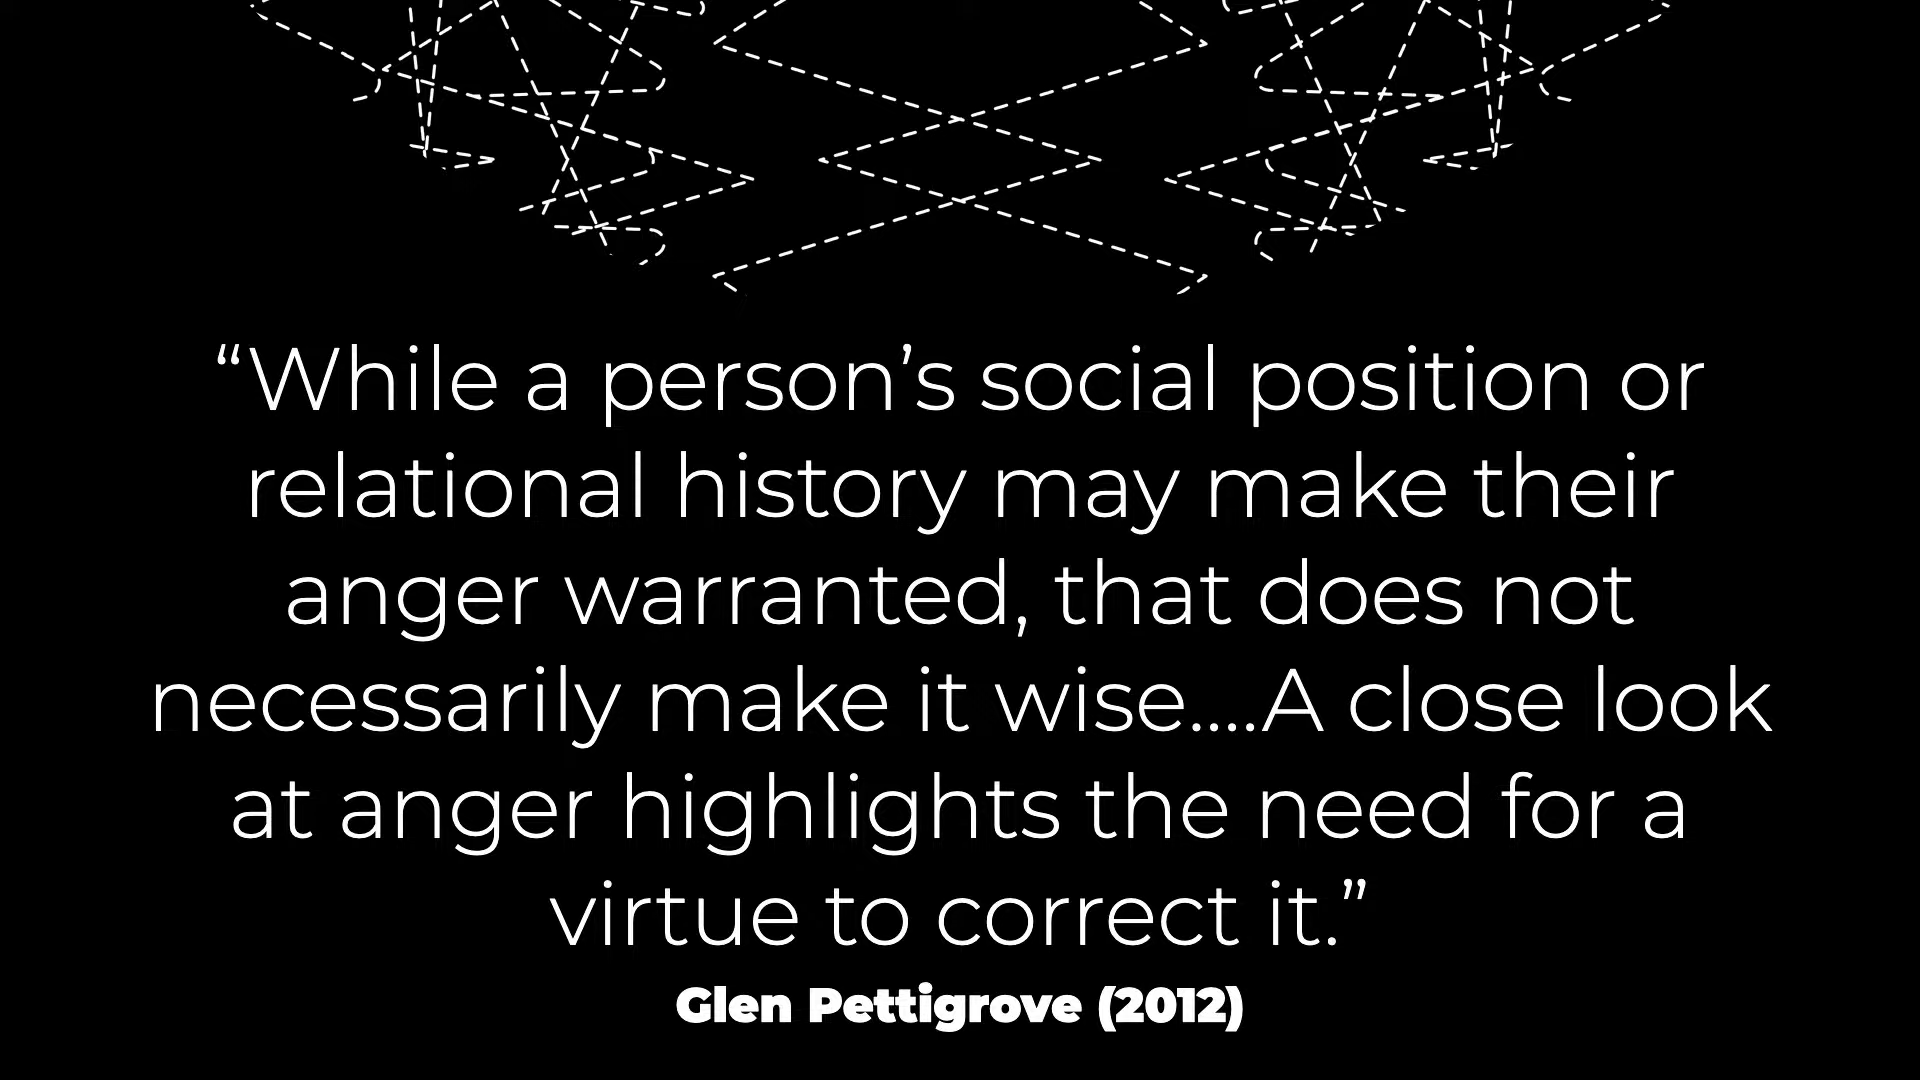 “While a person’s social position or
relational history may make their
anger warranted, that does not
necessarily make it wise....A close look
at anger highlights the need for a
virtue to correct it.”
Glen Pettigrove (2012)